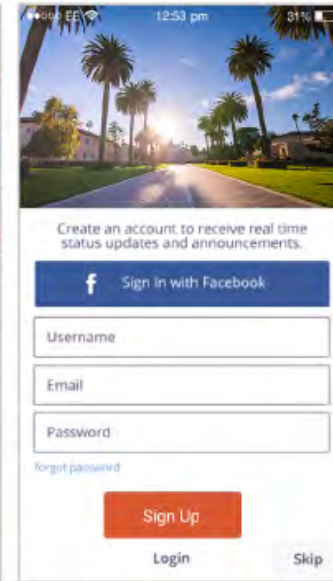 EE 12:53 pm 31%
Create an account to receive real time
status updates and announcements.
f Sign in with Facebook
Username
Email
Password
forgot password
Sign Up
Login Skip